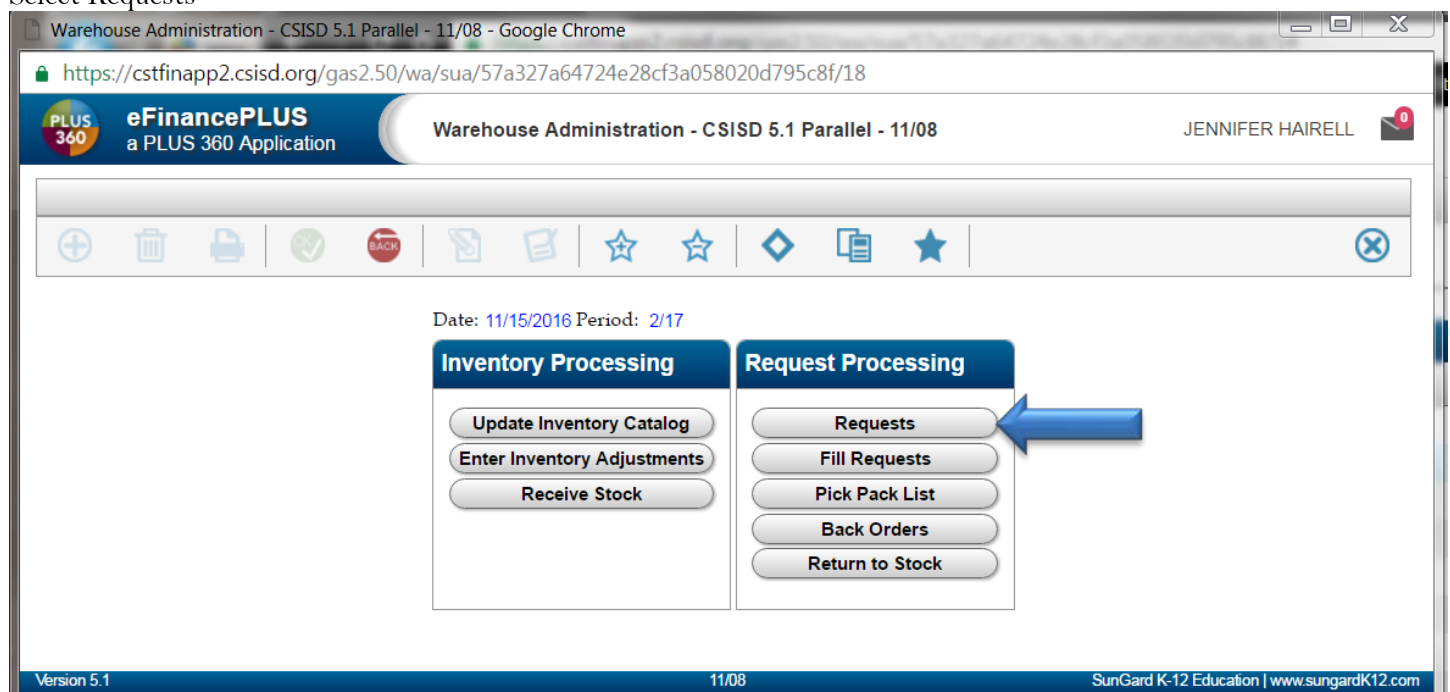 Select Requests
Warehouse Administration - CSISD 5.1 Parallel - 11/08 - Google Chrome
https://cstfinapp2.csisd.org/gas2.50/wa/sua/57a327a64724e28cf3a058020d795c8f/18
PLUS 360
eFinancePLUS
a PLUS 360 Application
Warehouse Administration - CSISD 5.1 Parallel - 11/08
JENNIFER HAIRELL
0
OK
BACK
Date: 11/15/2016 Period: 2/17
Inventory Processing
Update Inventory Catalog
Enter Inventory Adjustments
Receive Stock
Request Processing
Requests
Fill Requests
Pick Pack List
Back Orders
Return to Stock
Version 5.1
11/08
SunGard K-12 Education | www.sungardK12.com